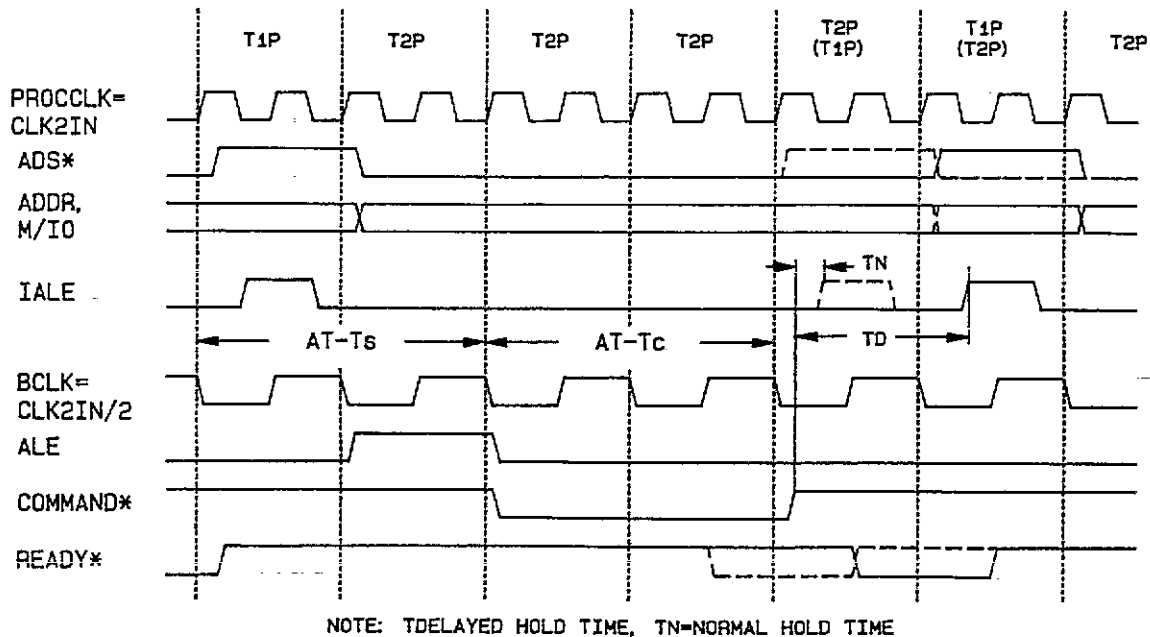 T1P T2P T2P T2P T2P (T1P) T1P (T2P) T2P
PROCCLK=
CLK2IN
ADS*
ADDR,
M/IO
TN
IALE
AT-Ts AT-Tc TD
BCLK=
CLK2IN/2
ALE
COMMAND*
READY*
NOTE: TDELAYED HOLD TIME, TN=NORMAL HOLD TIME